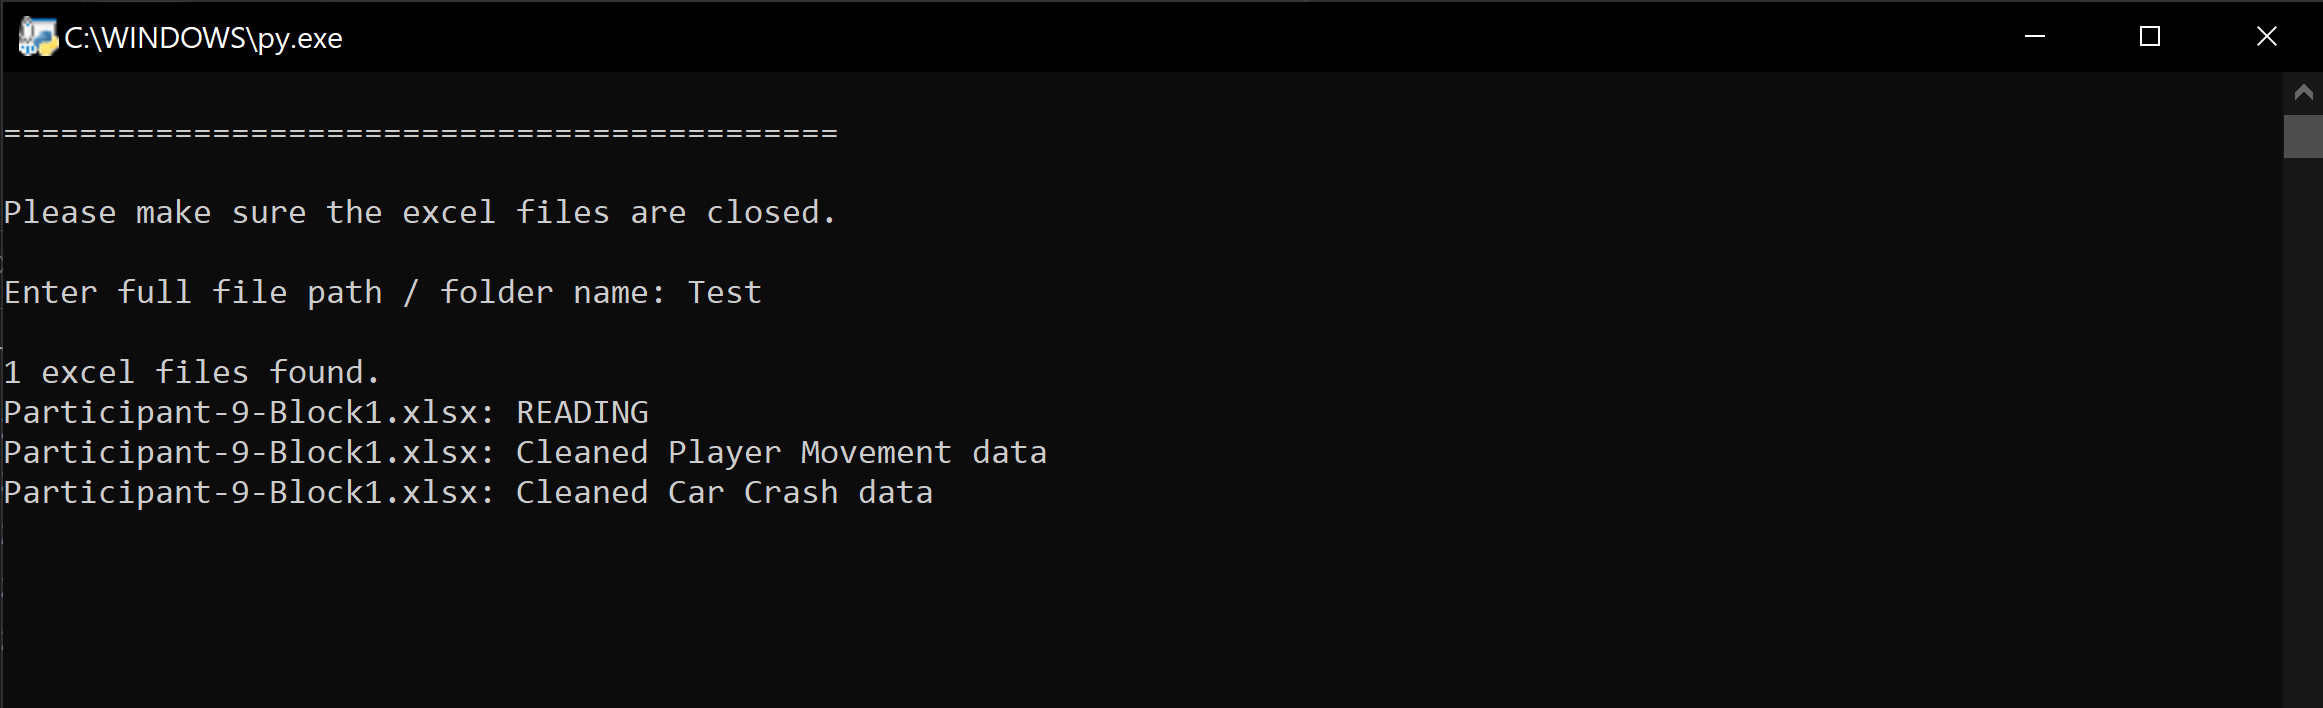 C:\WINDOWS\py.exe
============================================
Please make sure the excel files are closed.
Enter full file path / folder name: Test
1 excel files found.
Participant-9-Block1.xlsx: READING
Participant-9-Block1.xlsx: Cleaned Player Movement data
Participant-9-Block1.xlsx: Cleaned Car Crash data